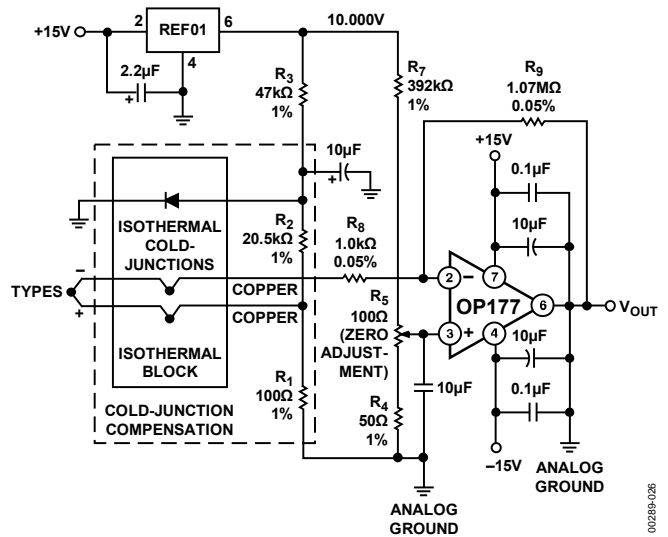 +15V
2
REF01
6
10.000V
4
2.2µF
+
R3
47kΩ
1%
R7
392kΩ
1%
R9
1.07MΩ
0.05%
+15V
10µF
+
0.1µF
10µF
ISOTHERMAL
COLD-
JUNCTIONS
R2
20.5kΩ
1%
R8
1.0kΩ
0.05%
–
TYPES
+
COPPER
COPPER
ISOTHERMAL
BLOCK
R5
100Ω
(ZERO
ADJUST-
MENT)
2
–
7
OP177
6
VOUT
3
+
4
10µF
10µF
0.1µF
R1
100Ω
1%
R4
50Ω
1%
COLD-JUNCTION
COMPENSATION
–15V
ANALOG
GROUND
ANALOG
GROUND
00289-026